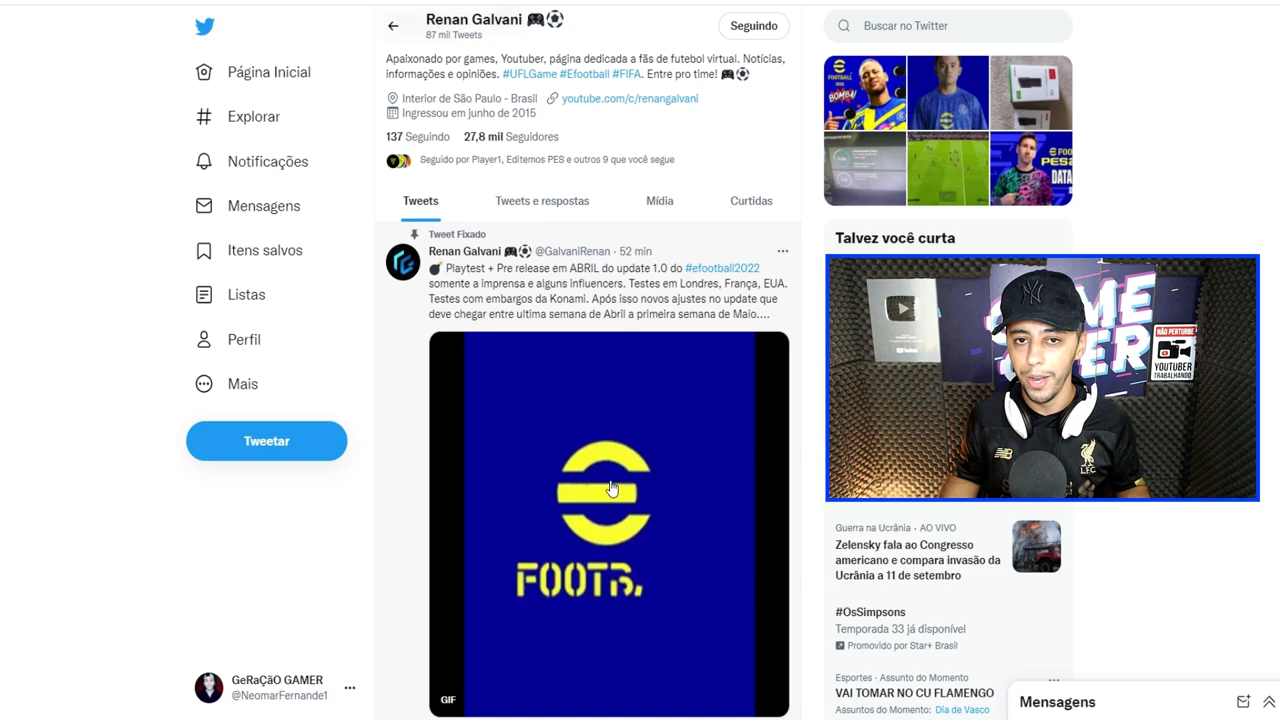 Página Inicial
Explorar
Notificações
Mensagens
Itens salvos
Listas
Perfil
Mais
Tweetar
GeRaÇãO GAMER
@NeomarFernande1
Renan Galvani 🎮⚽
87 mil Tweets
Seguindo
Apaixonado por games, Youtuber, página dedicada a fãs de futebol virtual. Notícias,
informações e opiniões. #UFLGame #Efootball #FIFA. Entre pro time! 🎮⚽
Interior de São Paulo - Brasil youtube.com/c/renangalvani
Ingressou em junho de 2015
137 Seguindo 27,8 mil Seguidores
Seguido por Player1, Editemos PES e outros 9 que você segue
Tweets Tweets e respostas Mídia Curtidas
Tweet Fixado
Renan Galvani 🎮⚽ @GalvaniRenan · 52 min
💣 Playtest + Pre release em ABRIL do update 1.0 do #efootball2022
somente a imprensa e alguns influencers. Testes em Londres, França, EUA.
Testes com embargos da Konami. Após isso novos ajustes no update que
deve chegar entre ultima semana de Abril a primeira semana de Maio....
GIF
Buscar no Twitter
BOMBA!
DATA
Talvez você curta
NÃO PERTURBE
YOUTUBER
TRABALHANDO
YouTube
NY
NB
L.F.C.
Guerra na Ucrânia · AO VIVO
Zelensky fala ao Congresso
americano e compara invasão da
Ucrânia a 11 de setembro
#OsSimpsons
Temporada 33 já disponível
Promovido por Star+ Brasil
Esportes · Assunto do Momento
VAI TOMAR NO CU FLAMENGO
Assuntos do Momento: Dia de Vasco
Mensagens